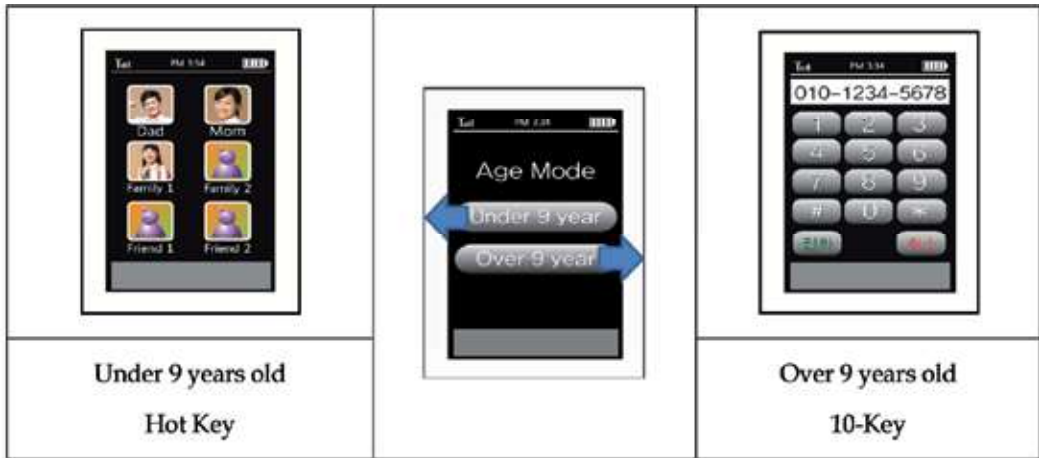 Dad Mom
Family 1 Family 2
Friend 1 Friend 2
Under 9 years old
Hot Key
PM
Age Mode
Under 9 year
Over 9 year
PM
010-1234-5678
1 2 3
4 5 6
7 8 9
# 0 *
Over 9 years old
10-Key